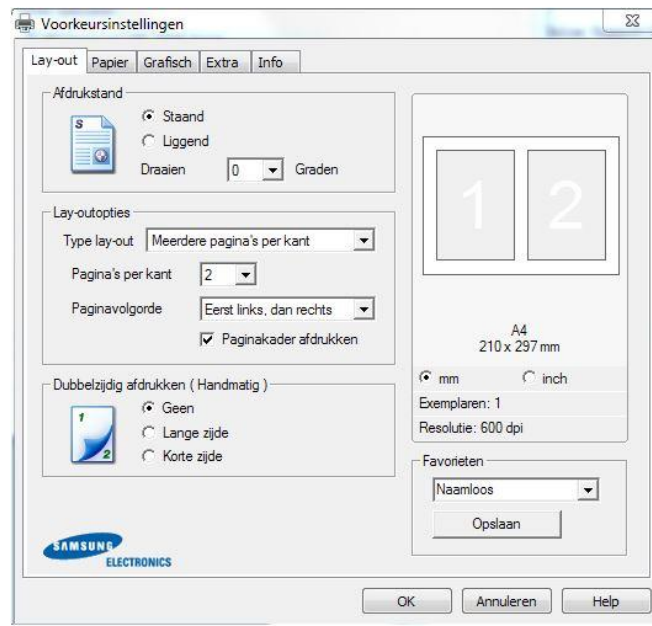 Voorkeursinstellingen
Lay-out Papier Grafisch Extra Info
Afdrukstand
S
Staand
Liggend
Draaien 0 Graden
Lay-outopties
Type lay-out Meerdere pagina's per kant
Pagina's per kant 2
Paginavolgorde Eerst links, dan rechts
Paginakader afdrukken
Dubbelzijdig afdrukken ( Handmatig )
1
2
Geen
Lange zijde
Korte zijde
SAMSUNG
ELECTRONICS
1 2
A4
210 x 297 mm
mm inch
Exemplaren: 1
Resolutie: 600 dpi
Favorieten
Naamloos
Opslaan
OK Annuleren Help